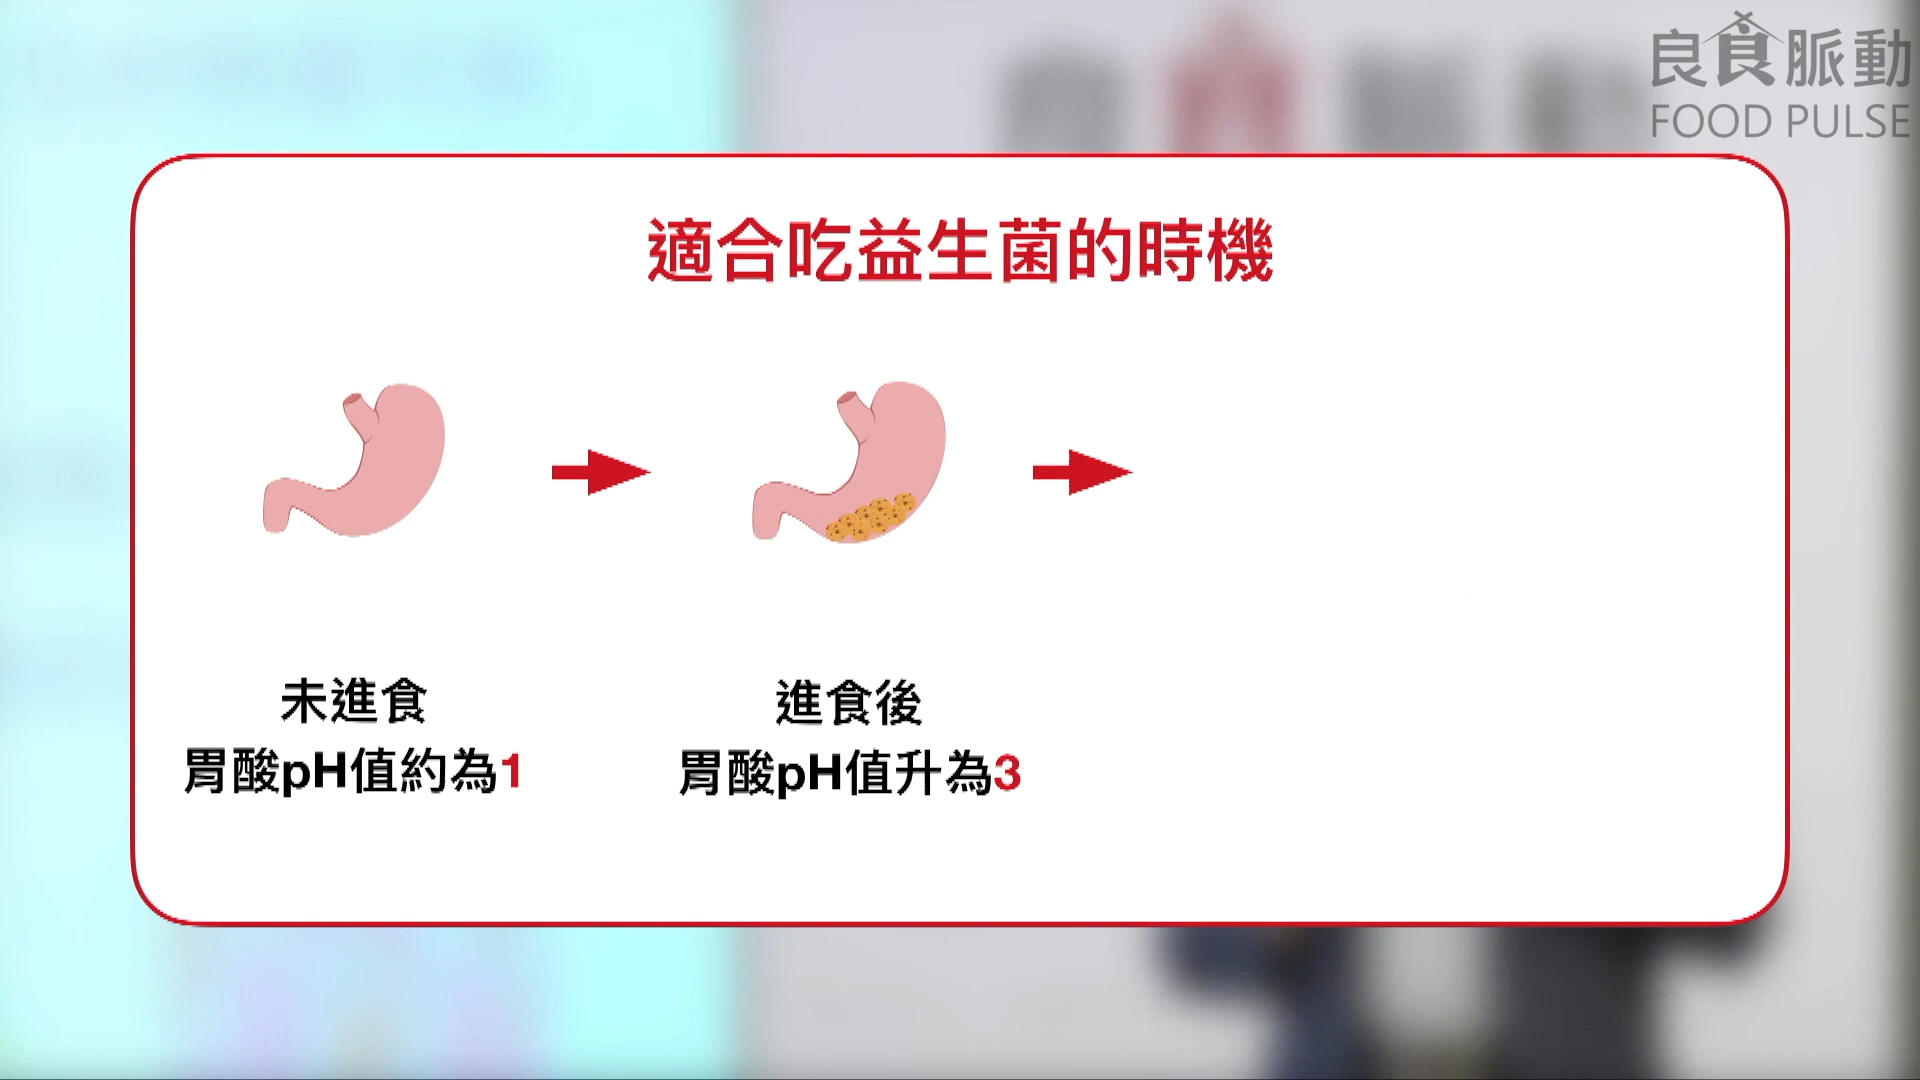 良食脈動
FOOD PULSE
適合吃益生菌的時機
未進食
胃酸pH值約為1
進食後
胃酸pH值升為3